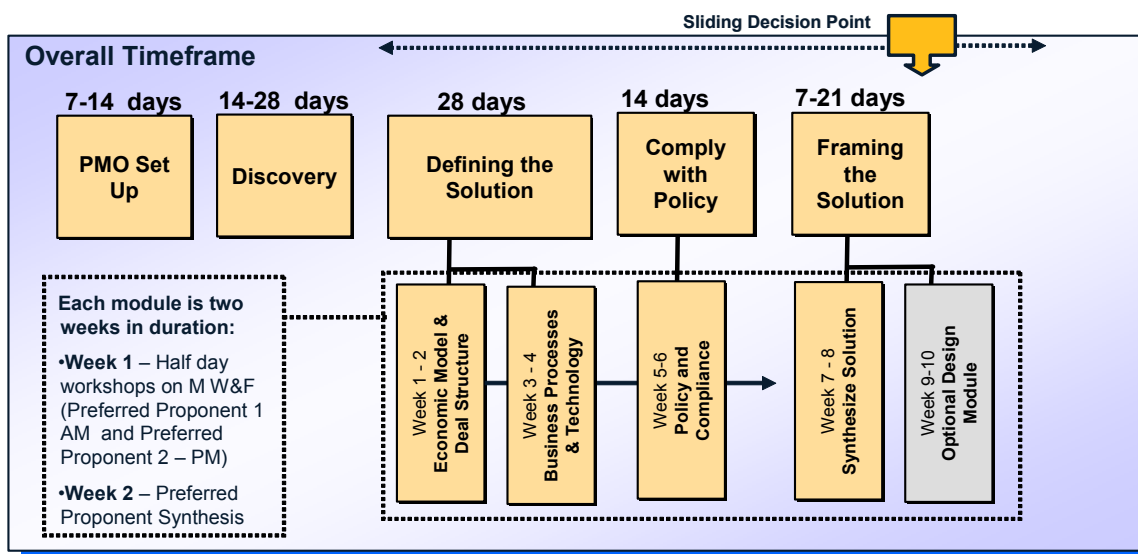 Sliding Decision Point
Overall Timeframe
7-14 days
PMO Set
Up
14-28 days
Discovery
28 days
Defining the
Solution
14 days
Comply
with
Policy
7-21 days
Framing
the
Solution
Each module is two
weeks in duration:
•Week 1 – Half day
workshops on M W&F
(Preferred Proponent 1
AM and Preferred
Proponent 2 – PM)
•Week 2 – Preferred
Proponent Synthesis
Week 1 - 2
Economic Model &
Deal Structure
Week 3 - 4
Business Processes
& Technology
Week 5-6
Policy and
Compliance
Week 7 - 8
Synthesize Solution
Week 9-10
Optional Design
Module